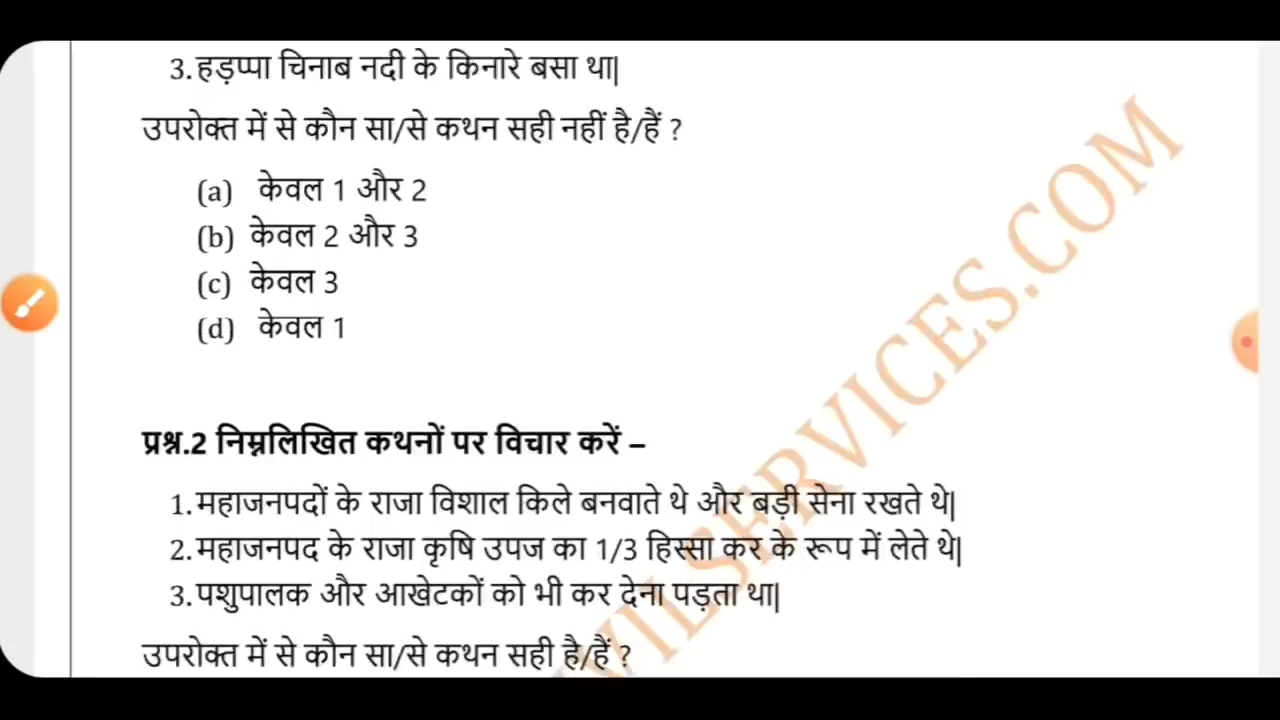 3. हड़प्पा चिनाब नदी के किनारे बसा था|
उपरोक्त में से कौन सा/से कथन सही नहीं है/हैं ?
(a) केवल 1 और 2
(b) केवल 2 और 3
(c) केवल 3
(d) केवल 1
प्रश्न.2 निम्नलिखित कथनों पर विचार करें –
1. महाजनपदों के राजा विशाल किले बनवाते थे और बड़ी सेना रखते थे|
2. महाजनपद के राजा कृषि उपज का 1/3 हिस्सा कर के रूप में लेते थे|
3. पशुपालक और आखेटकों को भी कर देना पड़ता था|
उपरोक्त में से कौन सा/से कथन सही है/हैं ?
VILSERVICES.COM